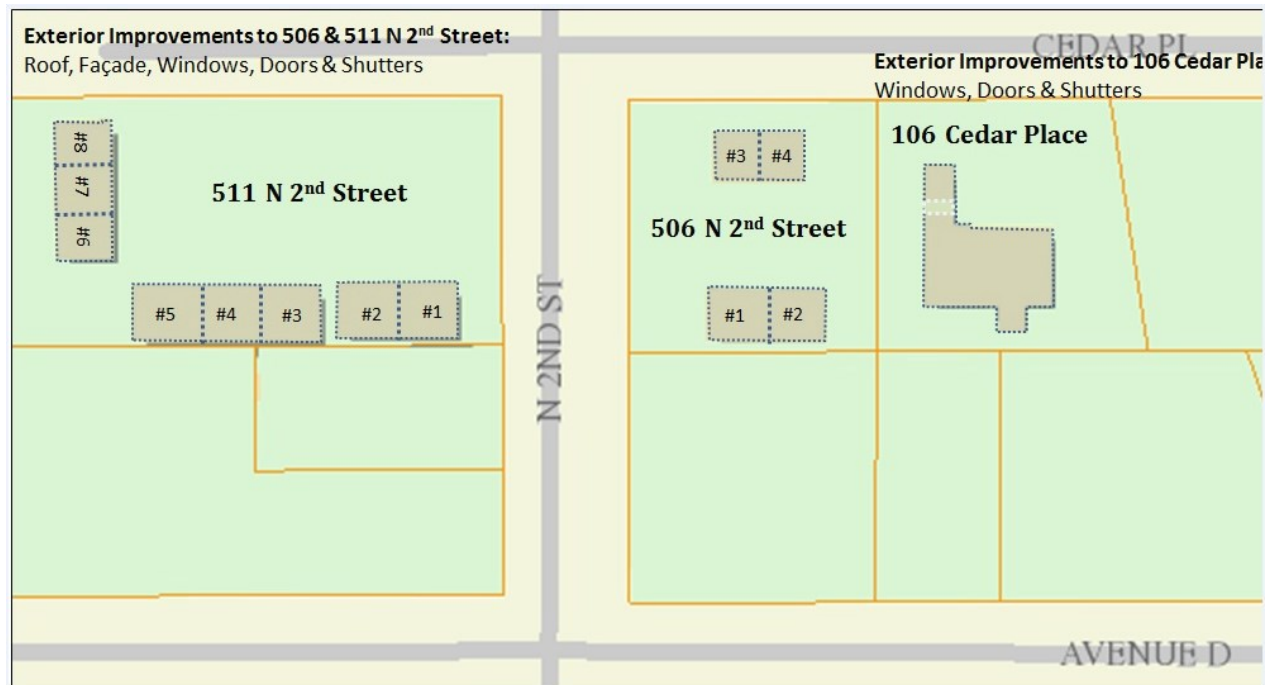 Exterior Improvements to 506 & 511 N 2nd Street:
Roof, Façade, Windows, Doors & Shutters
CEDAR PL
Exterior Improvements to 106 Cedar Pla
Windows, Doors & Shutters
106 Cedar Place
#8
#7
#6
511 N 2nd Street
#3 #4
506 N 2nd Street
#5 #4 #3 #2 #1
#1 #2
N 2ND ST
AVENUE D